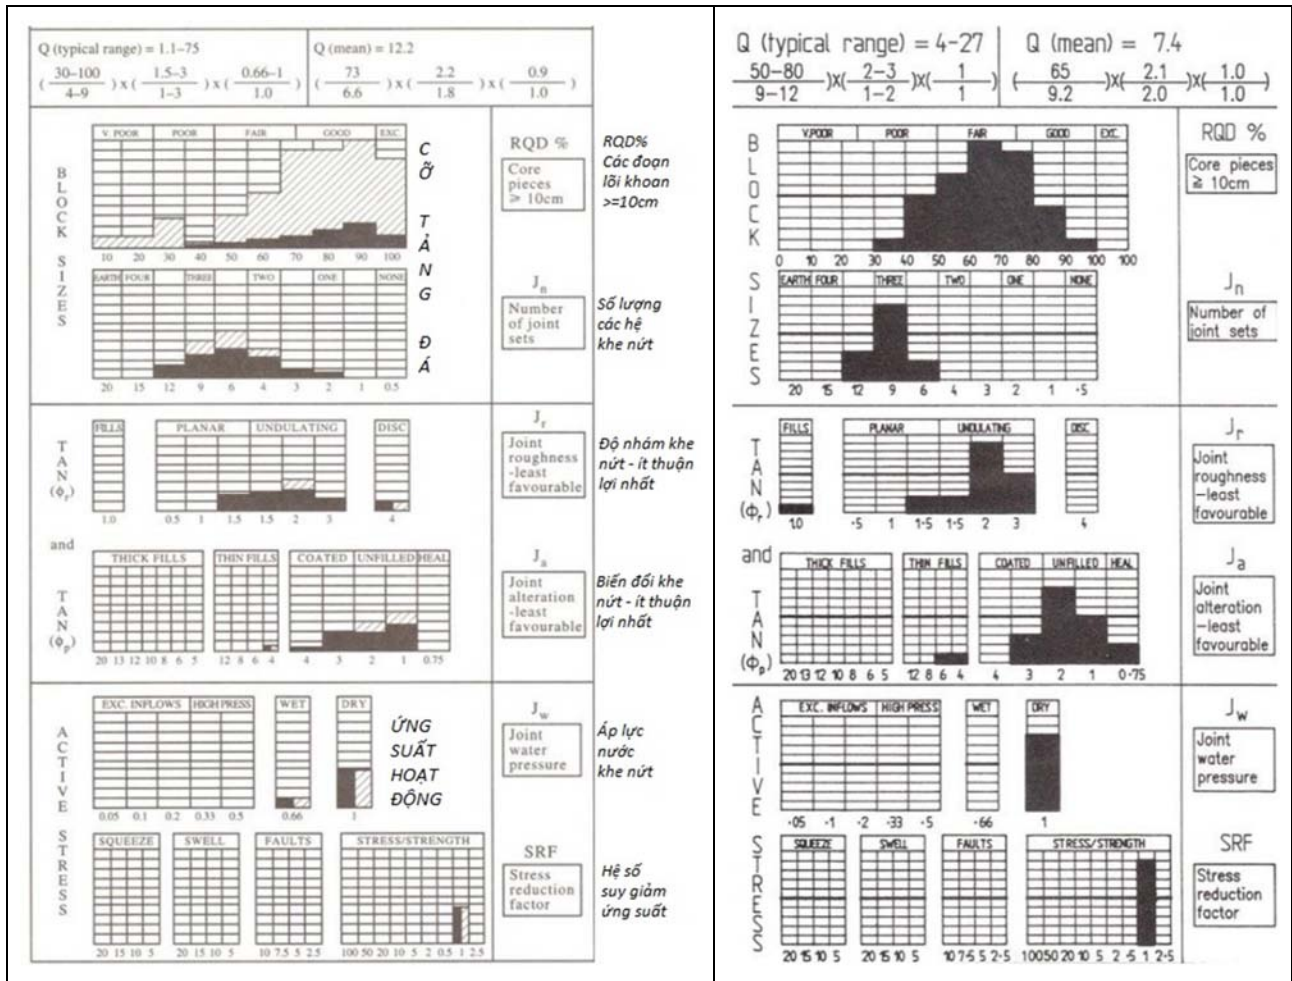 Q (typical range) = 1.1–75
( 30–100 / 4–9 ) x ( 1.5–3 / 1–3 ) x ( 0.66–1 / 1.0 )
Q (mean) = 12.2
( 73 / 6.6 ) x ( 2.2 / 1.8 ) x ( 0.9 / 1.0 )
BLOCK SIZES
V. POOR POOR FAIR GOOD EXC.
10 20 30 40 50 60 70 80 90 100
CỠ TẢNG ĐÁ
RQD %
Core
pieces
≥ 10cm
RQD%
Các đoạn
lõi khoan
>=10cm
EARTH FOUR THREE TWO ONE NONE
20 15 12 9 6 4 3 2 1 0.5
Jn
Number
of joint
sets
Số lượng
các hệ
khe nứt
TAN (ϕr)
FILLS PLANAR UNDULATING DISC
1.0 0.5 1 1.5 1.5 2 3 4
Jr
Joint
roughness
-least
favourable
Độ nhám khe
nứt - ít thuận
lợi nhất
and
TAN (ϕp)
THICK FILLS THIN FILLS COATED UNFILLED HEAL
20 13 12 10 8 6 5 12 8 6 4 4 3 2 1 0.75
Ja
Joint
alteration
-least
favourable
Biến đổi khe
nứt - ít thuận
lợi nhất
ACTIVE STRESS
EXC. INFLOWS HIGH PRESS WET DRY
0.05 0.1 0.2 0.33 0.5 0.66 1
ỨNG
SUẤT
HOẠT
ĐỘNG
Jw
Joint
water
pressure
Áp lực
nước
khe nứt
SQUEEZE SWELL FAULTS STRESS/STRENGTH
20 15 10 5 20 15 10 5 10 7.5 5 2.5 100 50 20 10 5 2 0.5 1 2.5
SRF
Stress
reduction
factor
Hệ số
suy giảm
ứng suất
Q (typical range) = 4-27
( 50-80 / 9-12 )x( 2-3 / 1-2 )x( 1 / 1 )
Q (mean) = 7.4
( 65 / 9.2 )x( 2.1 / 2.0 )x( 1.0 / 1.0 )
BLOCK SIZES
V.POOR POOR FAIR GOOD EXC.
0 10 20 30 40 50 60 70 80 90 100 100
RQD %
Core pieces
≧ 10cm
EARTH FOUR THREE TWO ONE NONE
20 15 12 9 6 4 3 2 1 ·5
Jn
Number of
joint sets
TAN (Φr)
FILLS PLANAR UNDULATING DISC
1.0 ·5 1 1·5 1·5 2 3 4
Jr
Joint
roughness
-least
favourable
and
TAN (Φp)
THICK FILLS THIN FILLS COATED UNFILLED HEAL
20 13 12 10 8 6 5 12 8 6 4 4 3 2 1 0·75
Ja
Joint
alteration
-least
favourable
ACTIVE STRESS
EXC. INFLOWS HIGH PRESS WET DRY
·05 ·1 ·2 ·33 ·5 ·66 1
Jw
Joint
water
pressure
SQUEEZE SWELL FAULTS STRESS/STRENGTH
20 15 10 5 20 15 10 5 10 7·5 5 2·5 100 50 20 10 5 2 ·5 1 2·5
SRF
Stress
reduction
factor